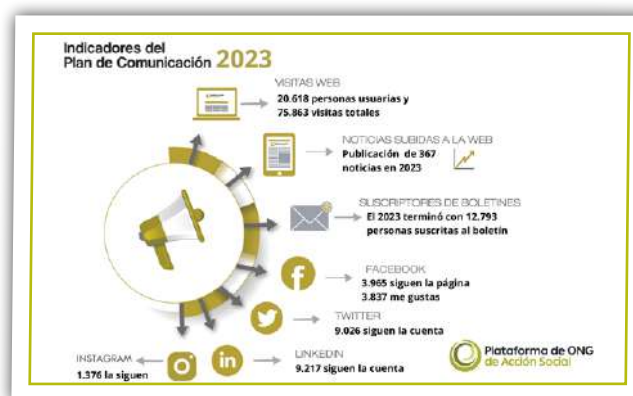 Indicadores del
Plan de Comunicación 2023
VISITAS WEB
20.618 personas usuarias y
75.863 visitas totales
NOTICIAS SUBIDAS A LA WEB
Publicación de 367
noticias en 2023
SUSCRIPTORES DE BOLETINES
El 2023 terminó con 12.793
personas suscritas al boletín
FACEBOOK
3.965 siguen la página
3.837 me gustas
TWITTER
9.026 siguen la cuenta
LINKEDIN
9.217 siguen la cuenta
INSTAGRAM
1.376 la siguen
Plataforma de ONG
de Acción Social